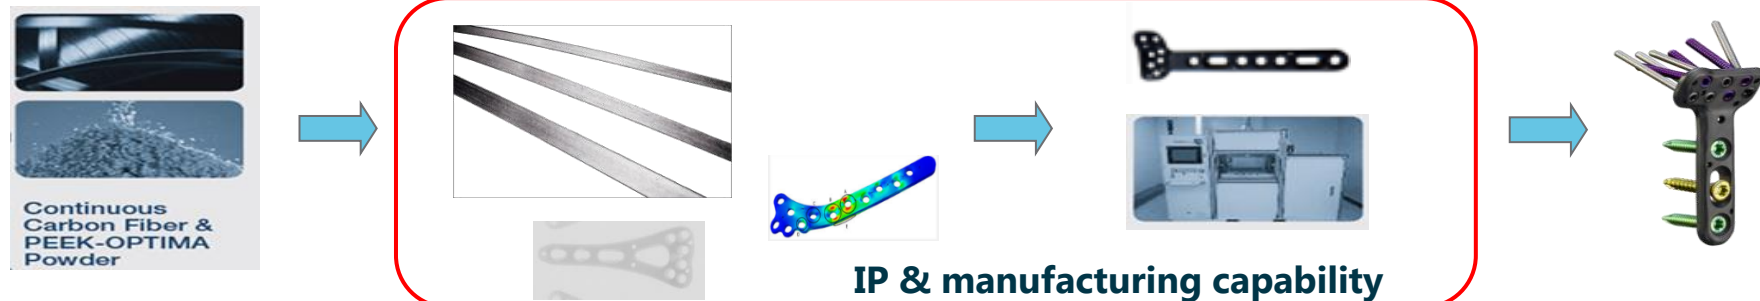 Continuous
Carbon Fiber &
PEEK-OPTIMA
Powder
IP & manufacturing capability